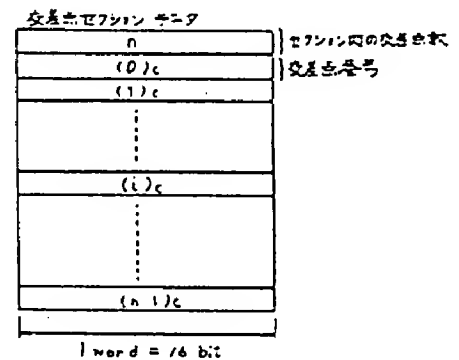 交差点セクション データ
n
セクション内の交差点数
(0)c
交差点番号
(1)c
(i)c
(n-1)c
1 word = 16 bit